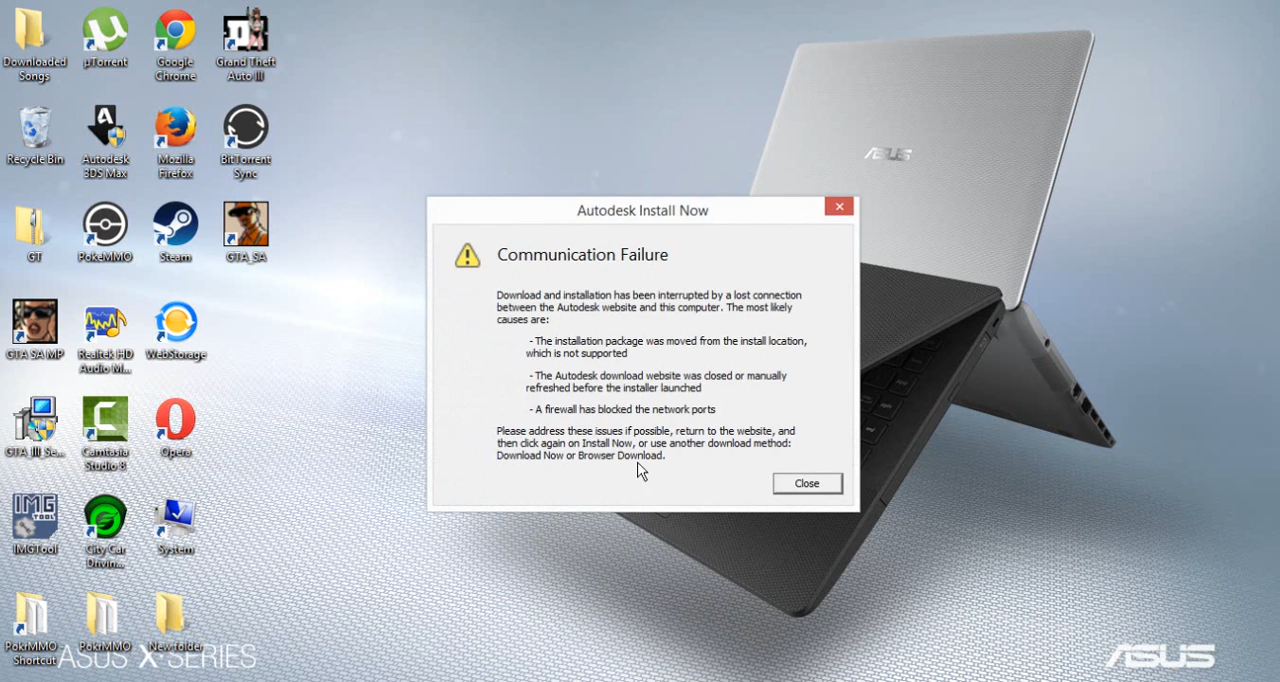 Downloaded
Songs
µTorrent
Google
Chrome
Grand Theft
Auto III
Recycle Bin
Autodesk
3DS Max
Mozilla
Firefox
BitTorrent
Sync
GT
PokeMMO
Steam
GTA_SA
GTA SA MP
Realtek HD
Audio M...
WebStorage
GTA_III_Se...
Camtasia
Studio 8
Opera
IMG
TOOL
IMGTool
City Car
Drivin...
System
PokrMMO
Shortcut
PokrMMO
New folder
ASUS X-SERIES
ASUS
ASUS
Autodesk Install Now
Communication Failure
Download and installation has been interrupted by a lost connection
between the Autodesk website and this computer. The most likely
causes are:
- The installation package was moved from the install location,
which is not supported
- The Autodesk download website was closed or manually
refreshed before the installer launched
- A firewall has blocked the network ports
Please address these issues if possible, return to the website, and
then click again on Install Now, or use another download method:
Download Now or Browser Download.
Close